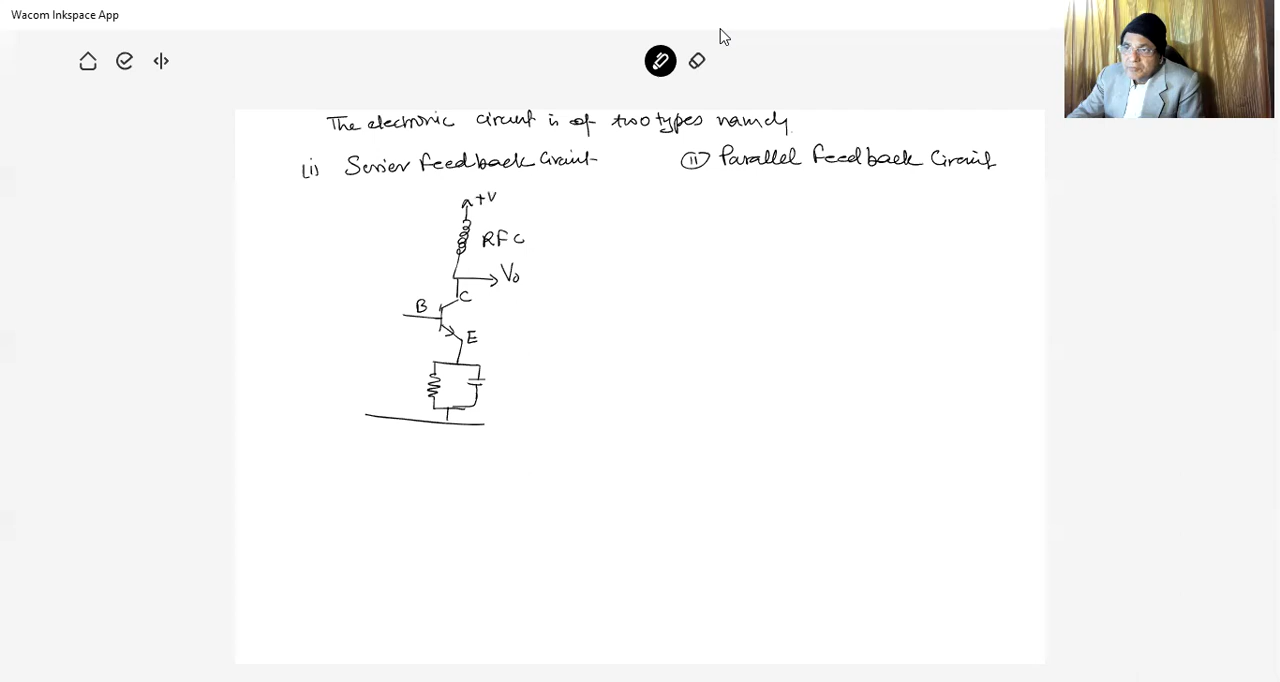 Wacom Inkspace App
The electronic circuit is of two types namely
(i) Series feedback Circuit (ii) Parallel feedback Circuit
+V
RFC
Vo
C
B
E